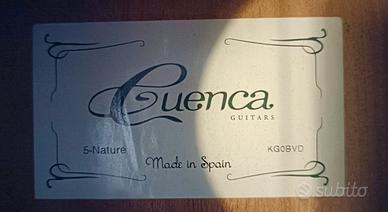 Cuenca
GUITARS
5-Nature
KG0BVD
Made in Spain
subito